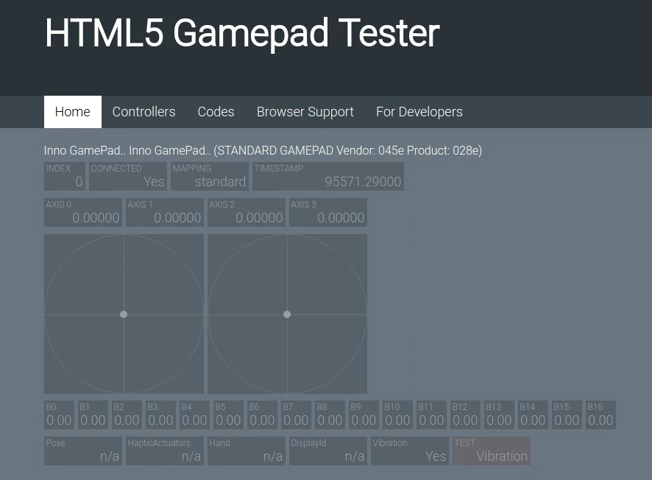 HTML5 Gamepad Tester
Home Controllers Codes Browser Support For Developers
Inno GamePad.. Inno GamePad.. (STANDARD GAMEPAD Vendor: 045e Product: 028e)
INDEX CONNECTED MAPPING TIMESTAMP
0 Yes standard 95571.29000
AXIS 0 AXIS 1 AXIS 2 AXIS 3
0.00000 0.00000 0.00000 0.00000
B0 B1 B2 B3 B4 B5 B6 B7 B8 B9 B10 B11 B12 B13 B14 B15 B16
0.00 0.00 0.00 0.00 0.00 0.00 0.00 0.00 0.00 0.00 0.00 0.00 0.00 0.00 0.00 0.00 0.00
Pose HapticActuators Hand DisplayId Vibration TEST
n/a n/a n/a n/a Yes Vibration